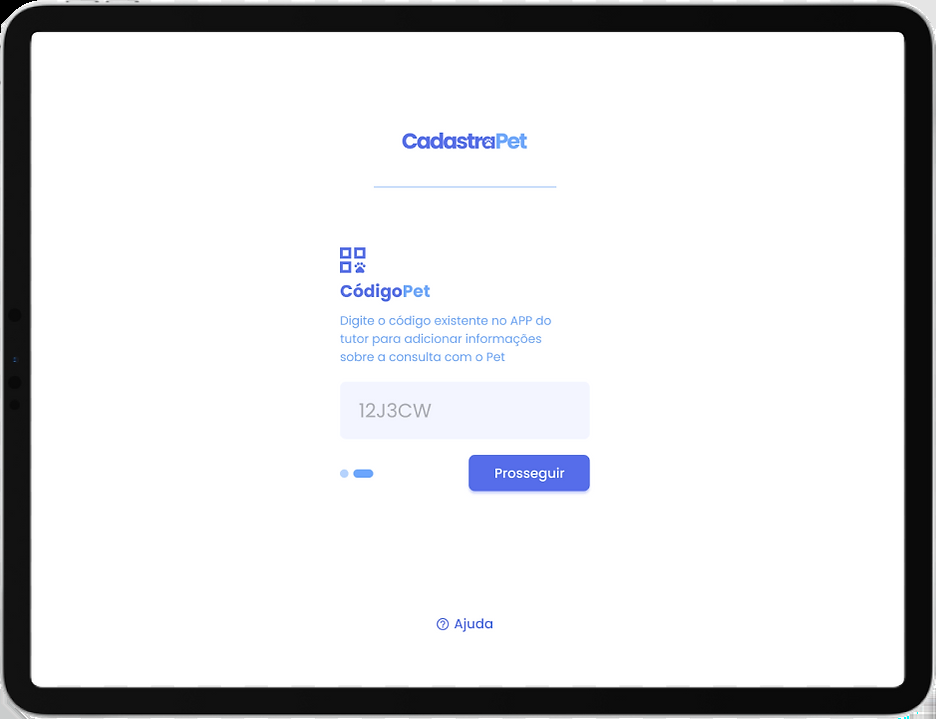 CadastraPet
CódigoPet
Digite o código existente no APP do
tutor para adicionar informações
sobre a consulta com o Pet
12J3CW
Prosseguir
Ajuda